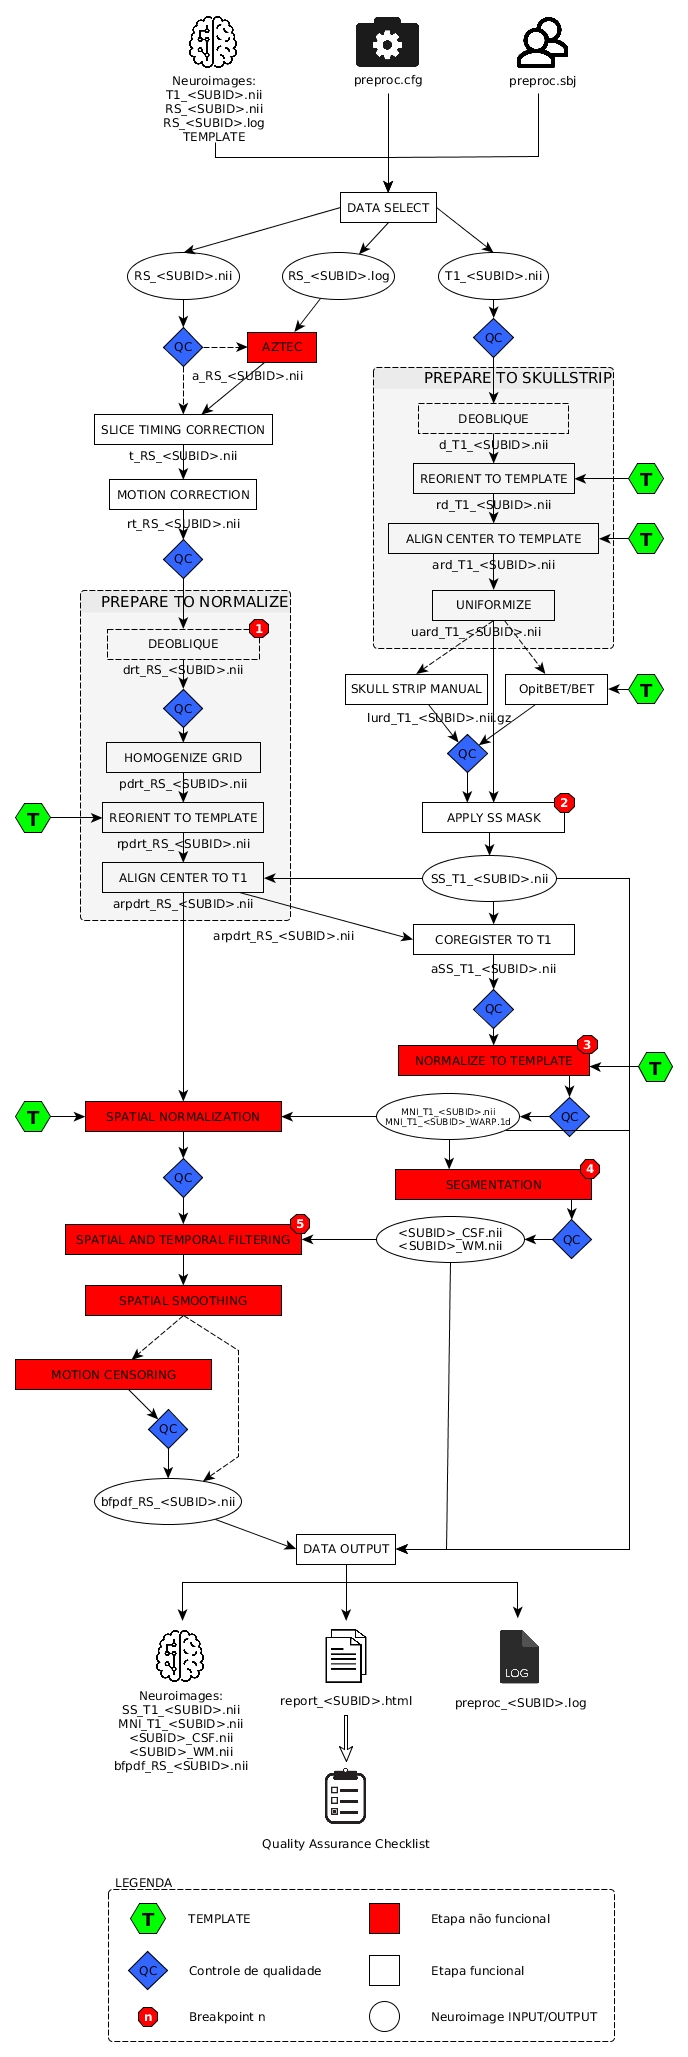 Neuroimages:
T1_<SUBID>.nii
RS_<SUBID>.nii
RS_<SUBID>.log
TEMPLATE
preproc.cfg
preproc.sbj
DATA SELECT
RS_<SUBID>.nii
RS_<SUBID>.log
T1_<SUBID>.nii
QC
AZTEC
QC
a_RS_<SUBID>.nii
PREPARE TO SKULLSTRIP
SLICE TIMING CORRECTION
DEOBLIQUE
t_RS_<SUBID>.nii
d_T1_<SUBID>.nii
MOTION CORRECTION
REORIENT TO TEMPLATE
T
rt_RS_<SUBID>.nii
rd_T1_<SUBID>.nii
QC
ALIGN CENTER TO TEMPLATE
T
ard_T1_<SUBID>.nii
PREPARE TO NORMALIZE
UNIFORMIZE
1
DEOBLIQUE
uard_T1_<SUBID>.nii
drt_RS_<SUBID>.nii
SKULL STRIP MANUAL
OpitBET/BET
T
QC
lurd_T1_<SUBID>.nii.gz
HOMOGENIZE GRID
QC
pdrt_RS_<SUBID>.nii
2
T
REORIENT TO TEMPLATE
APPLY SS MASK
rpdrt_RS_<SUBID>.nii
ALIGN CENTER TO T1
SS_T1_<SUBID>.nii
arpdrt_RS_<SUBID>.nii
arpdrt_RS_<SUBID>.nii
COREGISTER TO T1
aSS_T1_<SUBID>.nii
QC
3
NORMALIZE TO TEMPLATE
T
T
SPATIAL NORMALIZATION
MNI_T1_<SUBID>.nii
MNI_T1_<SUBID>_WARP.1d
QC
QC
4
SEGMENTATION
5
SPATIAL AND TEMPORAL FILTERING
<SUBID>_CSF.nii
<SUBID>_WM.nii
QC
SPATIAL SMOOTHING
MOTION CENSORING
QC
bfpdf_RS_<SUBID>.nii
DATA OUTPUT
LOG
Neuroimages:
SS_T1_<SUBID>.nii
MNI_T1_<SUBID>.nii
<SUBID>_CSF.nii
<SUBID>_WM.nii
bfpdf_RS_<SUBID>.nii
report_<SUBID>.html
preproc_<SUBID>.log
Quality Assurance Checklist
LEGENDA
T
TEMPLATE
Etapa não funcional
QC
Controle de qualidade
Etapa funcional
n
Breakpoint n
Neuroimage INPUT/OUTPUT